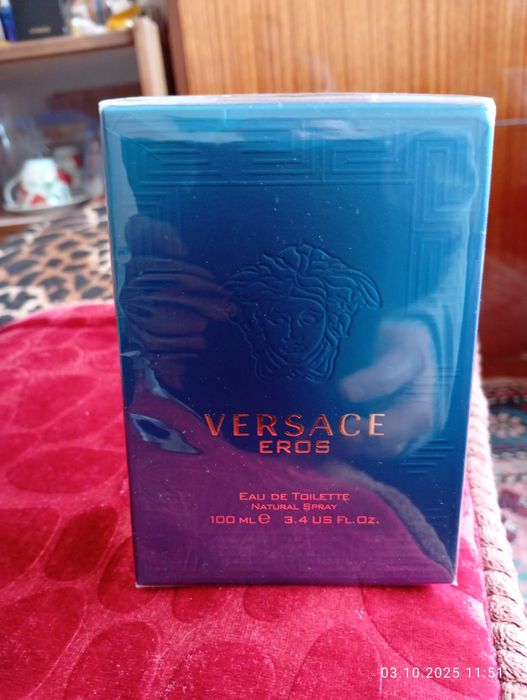 VERSACE
EROS
EAU DE TOILETTE
NATURAL SPRAY
100 ML℮ 3.4 US FL.OZ.
03.10.2025 11:51